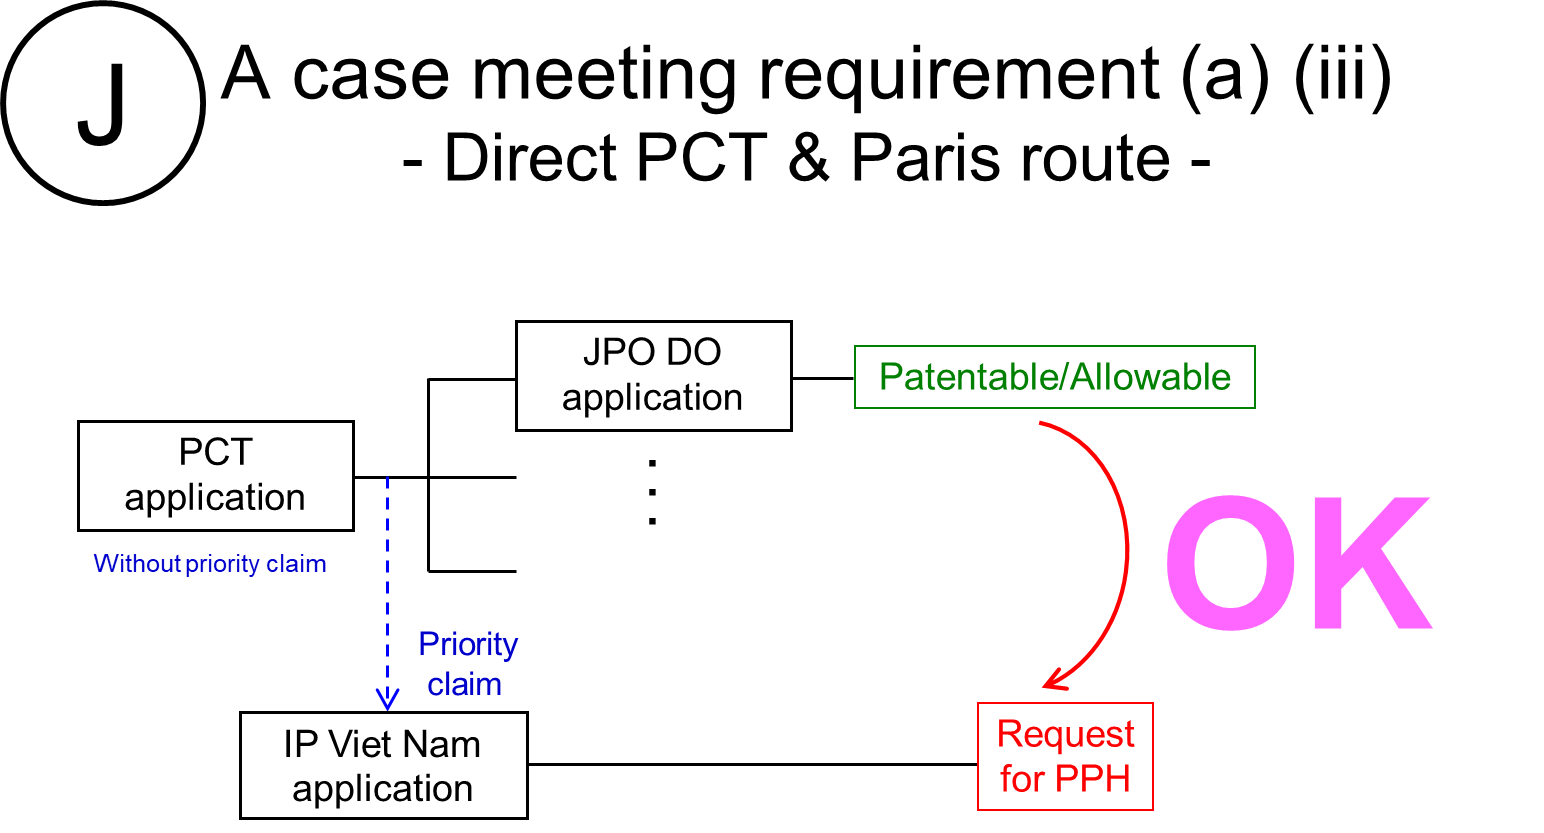 J
A case meeting requirement (a) (iii)
- Direct PCT & Paris route -
JPO DO
application
Patentable/Allowable
PCT
application
Without priority claim
OK
Priority
claim
IP Viet Nam
application
Request
for PPH